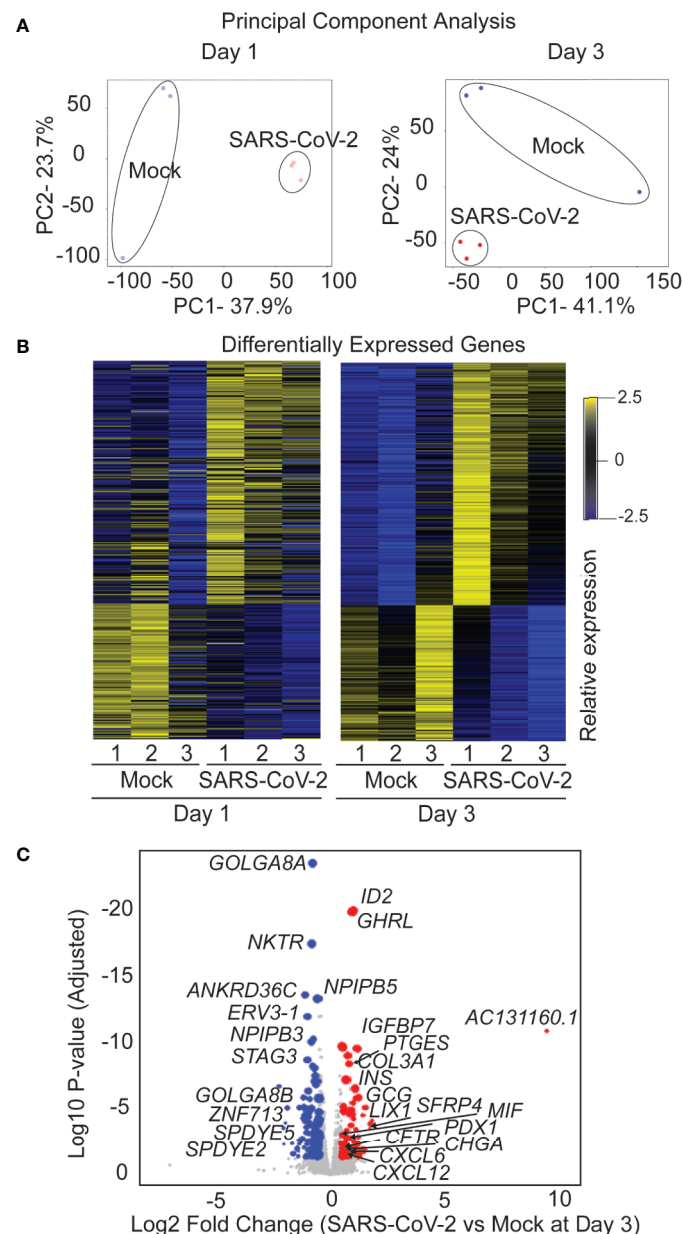 A
Principal Component Analysis
Day 1
Day 3
PC2- 23.7%
50
0
-50
-100
Mock
SARS-CoV-2
-100 -50 0 50 100
PC1- 37.9%
PC2- 24%
50
0
-50
Mock
SARS-CoV-2
-50 0 50 100 150
PC1- 41.1%
B
Differentially Expressed Genes
2.5
0
-2.5
Relative expression
1 2 3 1 2 3
Mock SARS-CoV-2
Day 1
1 2 3 1 2 3
Mock SARS-CoV-2
Day 3
C
Log10 P-value (Adjusted)
-20
-15
-10
-5
0
GOLGA8A
ID2
GHRL
NKTR
ANKRD36C
NPIPB5
ERV3-1
AC131160.1
NPIPB3
IGFBP7
PTGES
STAG3
COL3A1
INS
GOLGA8B
GCG
LIX1
SFRP4
MIF
ZNF713
PDX1
SPDYE5
CFTR
CHGA
SPDYE2
CXCL6
CXCL12
-5 0 5 10
Log2 Fold Change (SARS-CoV-2 vs Mock at Day 3)